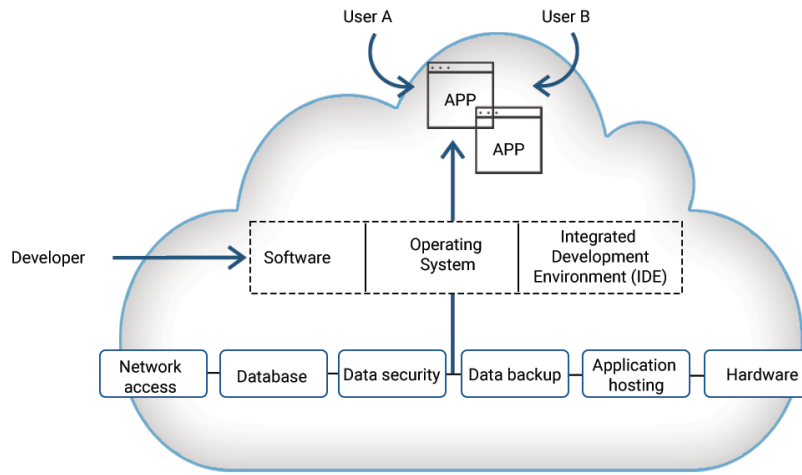 User A
User B
APP
APP
Developer
Software
Operating
System
Integrated
Development
Environment (IDE)
Network
access
Database
Data security
Data backup
Application
hosting
Hardware